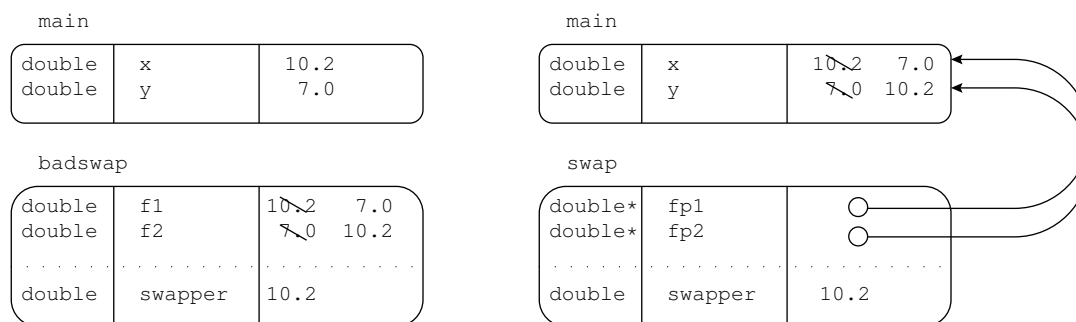 main
double x 10.2
double y 7.0
badswap
double f1 10.2 7.0
double f2 7.0 10.2
double swapper 10.2
main
double x 10.2 7.0
double y 7.0 10.2
swap
double* fp1
double* fp2
double swapper 10.2